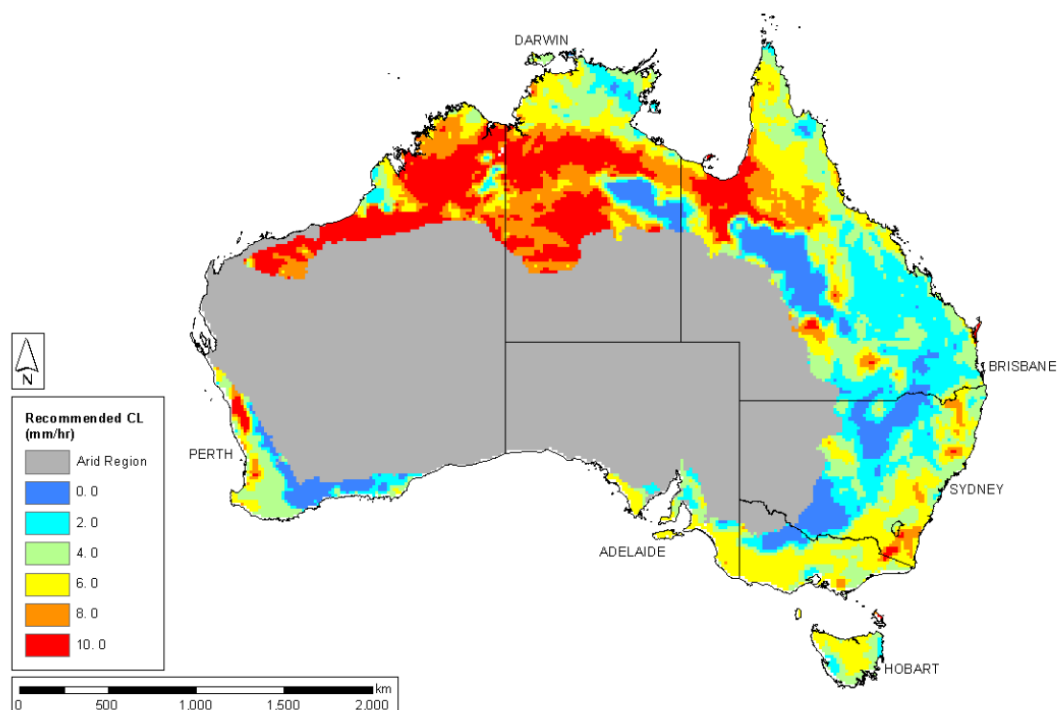 DARWIN
BRISBANE
PERTH
SYDNEY
ADELAIDE
HOBART
N
Recommended CL
(mm/hr)
Arid Region
0. 0
2. 0
4. 0
6. 0
8. 0
10. 0
km
0 500 1.000 1.500 2.000